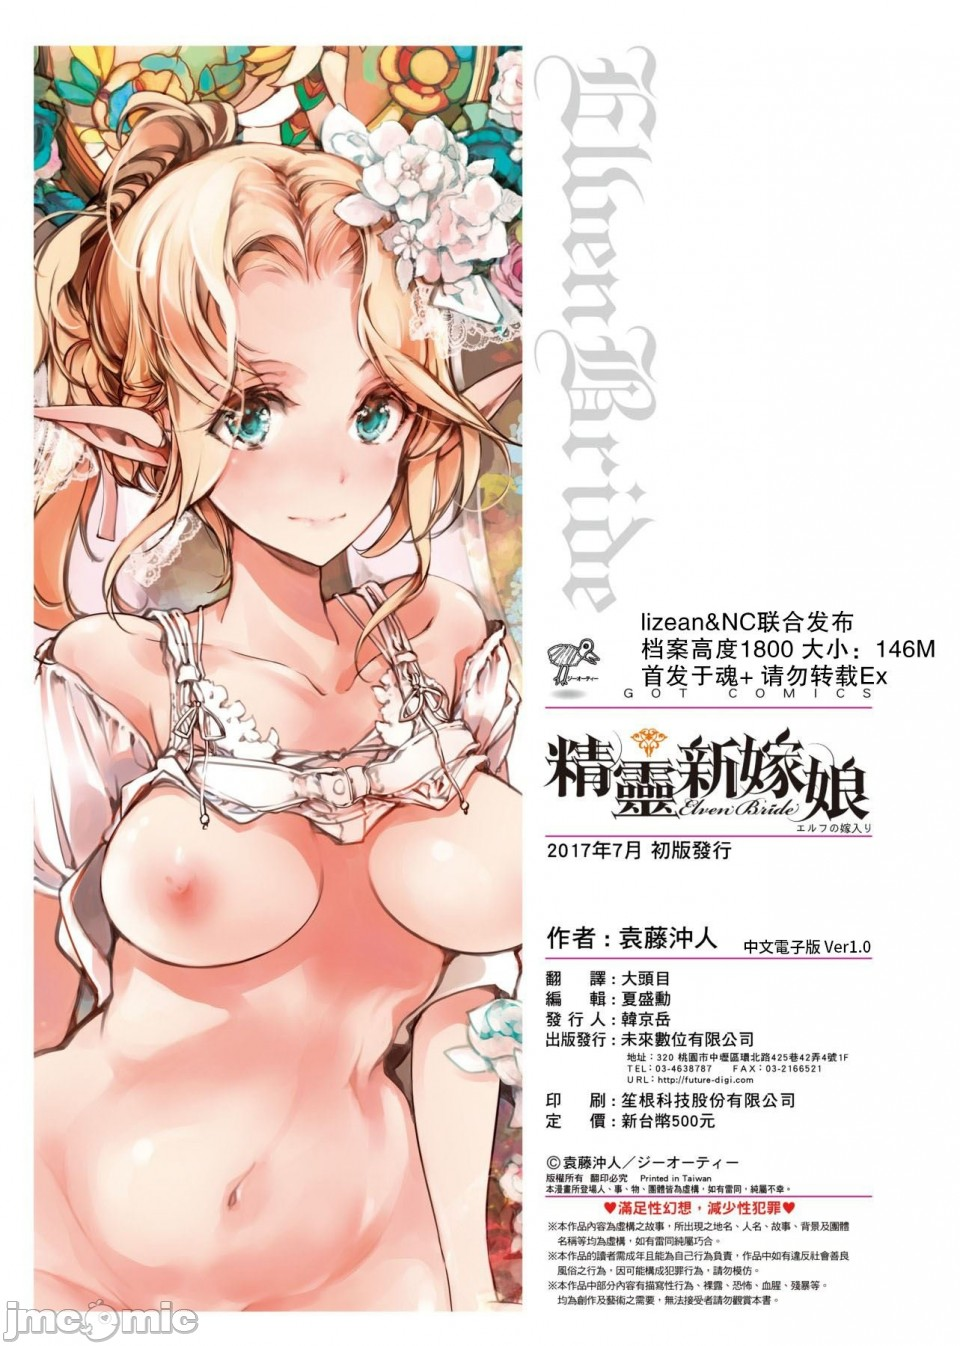 Elven Bride
lizean&NC联合发布
档案高度1800 大小：146M
首发于魂+ 请勿转载Ex
ジーオーティー
GOT COMICS
精靈新嫁娘
Elven Bride
エルフの嫁入り
2017年7月 初版發行
作者：袁藤沖人 中文電子版 Ver1.0
翻譯：大頭目
編輯：夏盛勳
發行人：韓京岳
出版發行：未來數位有限公司
地址：320 桃園市中壢區環北路425巷42弄4號1F
TEL：03-4638787 FAX：03-2166521
URL：http://future-digi.com
印刷：笙根科技股份有限公司
定價：新台幣500元
©袁藤沖人／ジーオーティー
版權所有 翻印必究 Printed in Taiwan
本漫畫所登場人、事、物、團體皆為虛構，如有雷同，純屬不幸。
♥滿足性幻想，減少性犯罪♥
※本作品內容為虛構之故事，所出現之地名、人名、故事、背景及團體
名稱等均為虛構，如有雷同純屬巧合。
※本作品的讀者需成年且能為自己行為負責，作品中如有違反社會善良
風俗之行為，因可能構成犯罪行為，請勿模仿。
※本作品中部分內容有描寫性行為、裸露、恐怖、血腥、殘暴等。
均為創作及藝術之需要，無法接受者請勿觀賞本書。
jmcomic